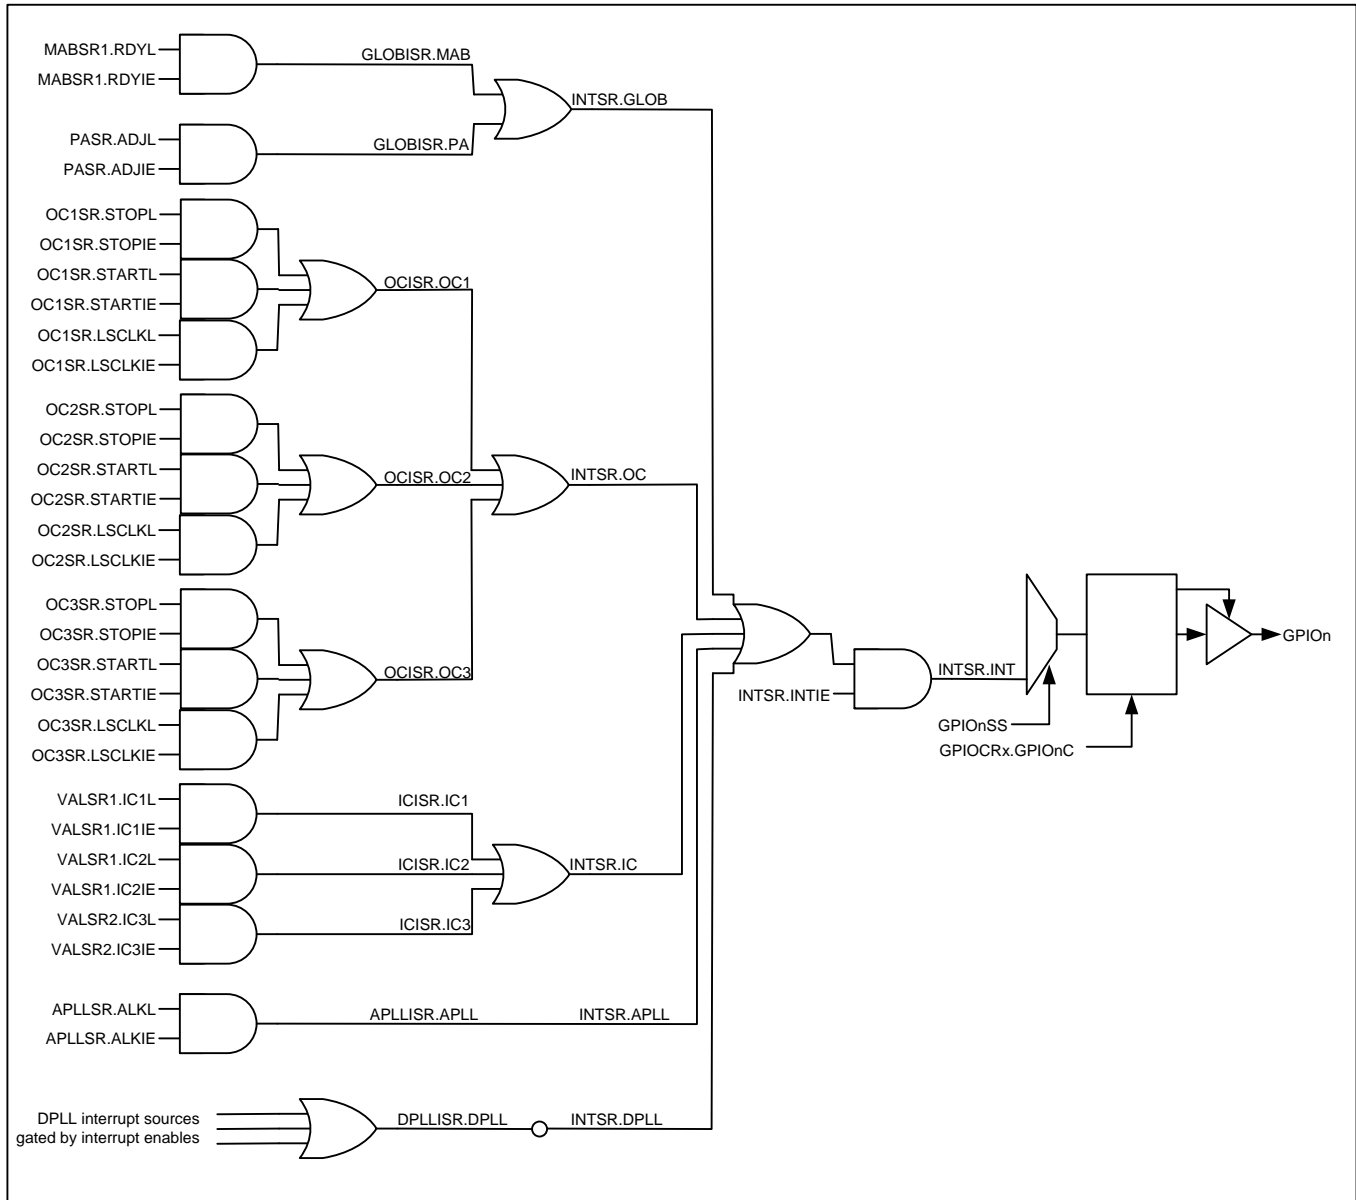 MABSR1.RDYL
MABSR1.RDYIE
GLOBISR.MAB
INTSR.GLOB
PASR.ADJL
PASR.ADJIE
GLOBISR.PA
OC1SR.STOPL
OC1SR.STOPIE
OC1SR.STARTL
OC1SR.STARTIE
OC1SR.LSCLKL
OC1SR.LSCLKIE
OCISR.OC1
OC2SR.STOPL
OC2SR.STOPIE
OC2SR.STARTL
OC2SR.STARTIE
OC2SR.LSCLKL
OC2SR.LSCLKIE
OCISR.OC2
INTSR.OC
OC3SR.STOPL
OC3SR.STOPIE
OC3SR.STARTL
OC3SR.STARTIE
OC3SR.LSCLKL
OC3SR.LSCLKIE
OCISR.OC3
INTSR.INTIE
INTSR.INT
GPIOnSS
GPIOCRx.GPIOnC
GPIOn
VALSR1.IC1L
VALSR1.IC1IE
VALSR1.IC2L
VALSR1.IC2IE
VALSR2.IC3L
VALSR2.IC3IE
ICISR.IC1
ICISR.IC2
ICISR.IC3
INTSR.IC
APLLSR.ALKL
APLLSR.ALKIE
APLLISR.APLL
INTSR.APLL
DPLL interrupt sources
gated by interrupt enables
DPLLISR.DPLL
INTSR.DPLL